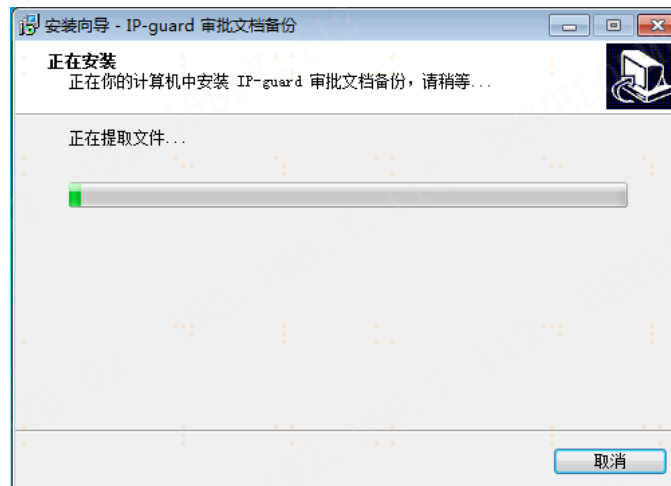 安装向导 - IP-guard 审批文档备份
正在安装
正在你的计算机中安装 IP-guard 审批文档备份，请稍等...
正在提取文件...
取消